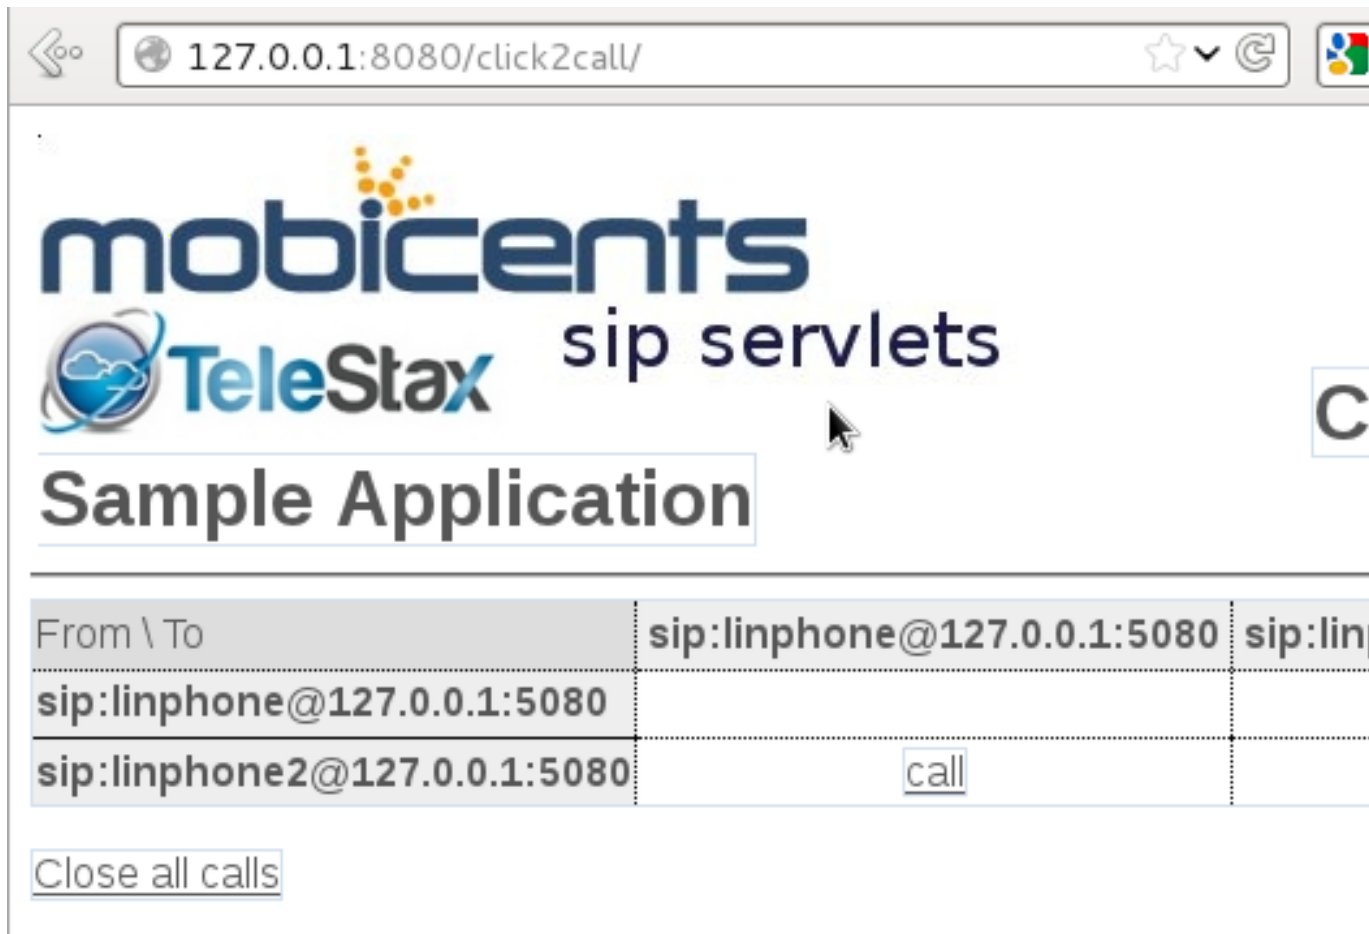 127.0.0.1:8080/click2call/
mobicents
TeleStax
sip servlets
C
Sample Application
From \ To
sip:linphone@127.0.0.1:5080
sip:lin
sip:linphone@127.0.0.1:5080
sip:linphone2@127.0.0.1:5080
call
Close all calls